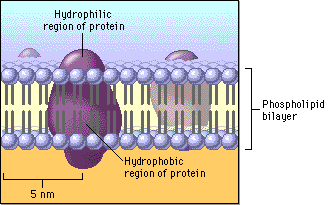 Hydrophilic
region of protein
Phospholipid
bilayer
Hydrophobic
region of protein
5 nm